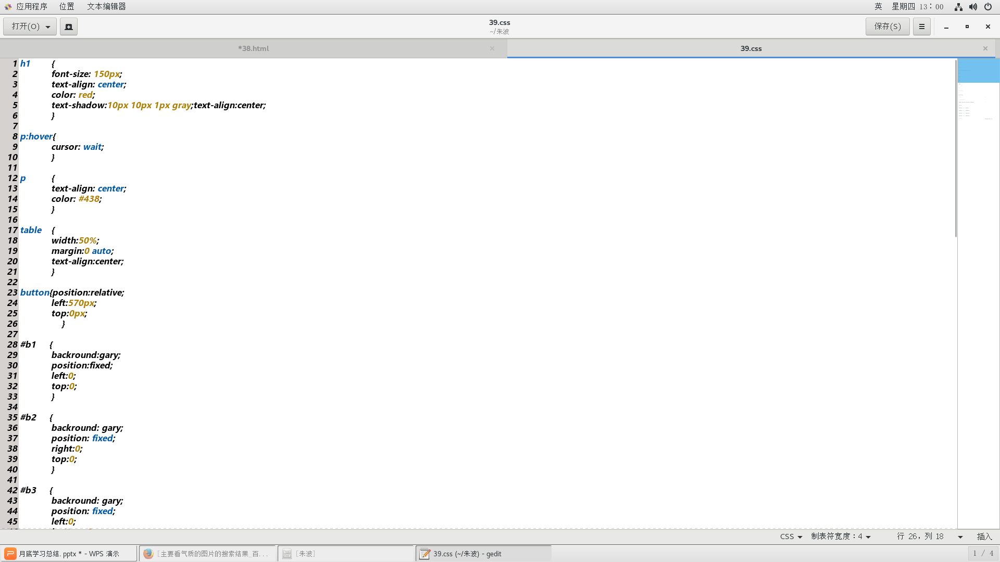 应用程序 位置 文本编辑器 英 星期四 13：00
打开(O) 39.css ~/朱波 保存(S)
*38.html 39.css
1 h1 {
2 font-size: 150px;
3 text-align: center;
4 color: red;
5 text-shadow:10px 10px 1px gray;text-align:center;
6 }
7
8 p:hover{
9 cursor: wait;
10 }
11
12 p {
13 text-align: center;
14 color: #438;
15 }
16
17 table {
18 width:50%;
19 margin:0 auto;
20 text-align:center;
21 }
22
23 button{position:relative;
24 left:570px;
25 top:0px;
26 }
27
28 #b1 {
29 backround:gary;
30 position:fixed;
31 left:0;
32 top:0;
33 }
34
35 #b2 {
36 backround: gary;
37 position: fixed;
38 right:0;
39 top:0;
40 }
41
42 #b3 {
43 backround: gary;
44 position: fixed;
45 left:0;
CSS 制表符宽度：4 行 26，列 18 插入
月底学习总结. pptx * - WPS 演示 [主要看气质的图片的搜索结果_百... [朱波] 39.css (~/朱波) - gedit 1 / 4